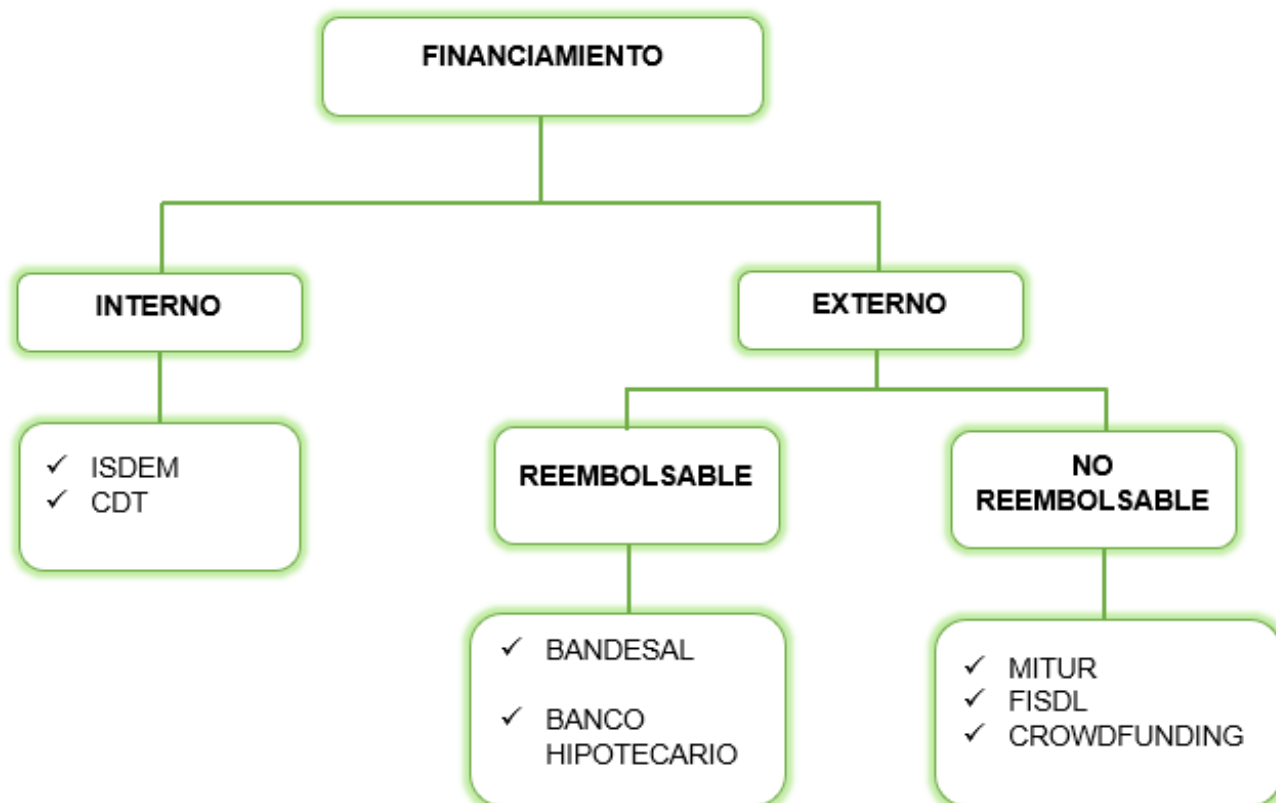 FINANCIAMIENTO
INTERNO
EXTERNO
✓ ISDEM
✓ CDT
REEMBOLSABLE
NO
REEMBOLSABLE
✓ BANDESAL
✓ BANCO
HIPOTECARIO
✓ MITUR
✓ FISDL
✓ CROWDFUNDING